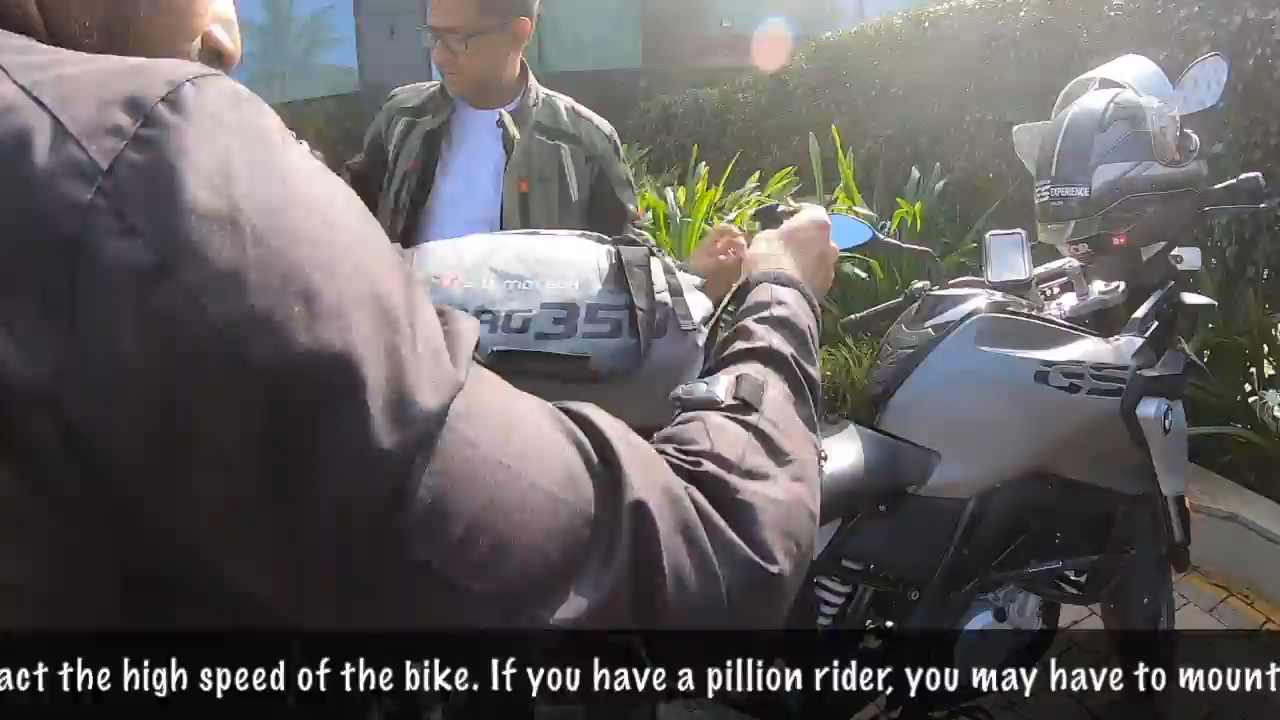 EXPERIENCE
350
GS
act the high speed of the bike. If you have a pillion rider, you may have to mount